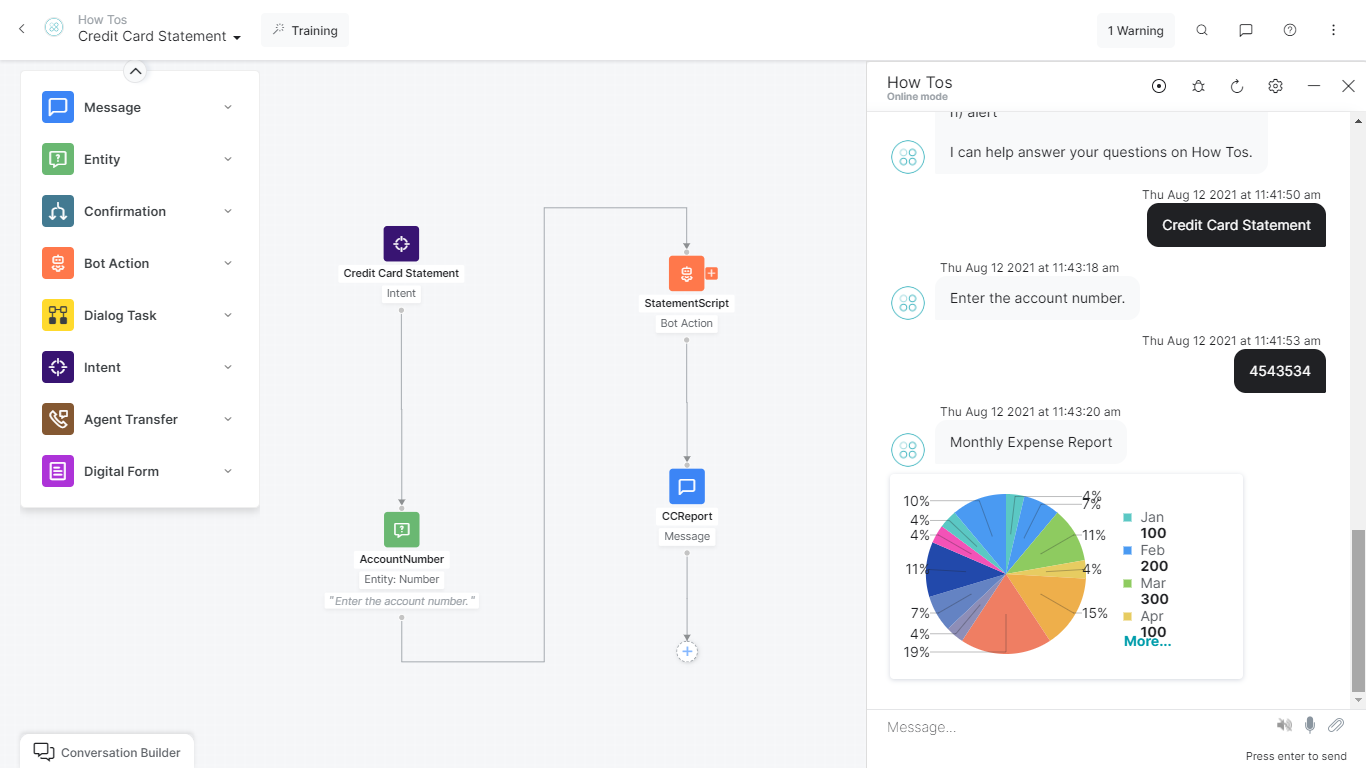 How Tos
Credit Card Statement
Training
1 Warning
Message
Entity
Confirmation
Bot Action
Dialog Task
Intent
Agent Transfer
Digital Form
Credit Card Statement
Intent
AccountNumber
Entity: Number
"Enter the account number."
StatementScript
Bot Action
CCReport
Message
Conversation Builder
How Tos
Online mode
n) alert
I can help answer your questions on How Tos.
Thu Aug 12 2021 at 11:41:50 am
Credit Card Statement
Thu Aug 12 2021 at 11:43:18 am
Enter the account number.
Thu Aug 12 2021 at 11:41:53 am
4543534
Thu Aug 12 2021 at 11:43:20 am
Monthly Expense Report
10%
4%
4%
11%
7%
4%
19%
4%
7%
11%
4%
15%
Jan
100
Feb
200
Mar
300
Apr
100
More...
Message...
Press enter to send